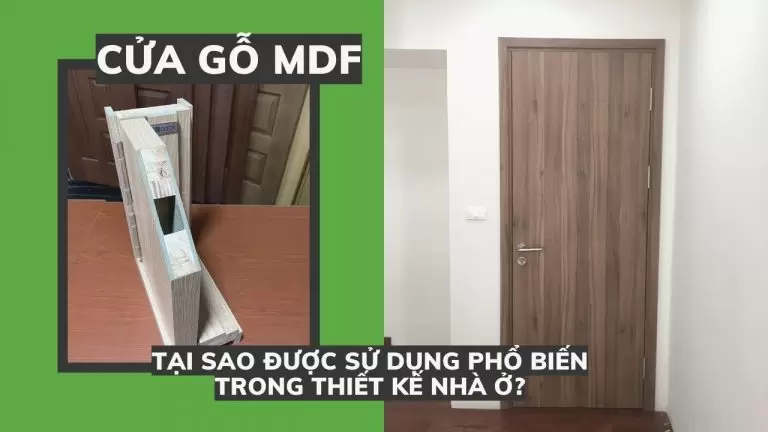 CỬA GỖ MDF
TẠI SAO ĐƯỢC SỬ DỤNG PHỔ BIẾN
TRONG THIẾT KẾ NHÀ Ở?